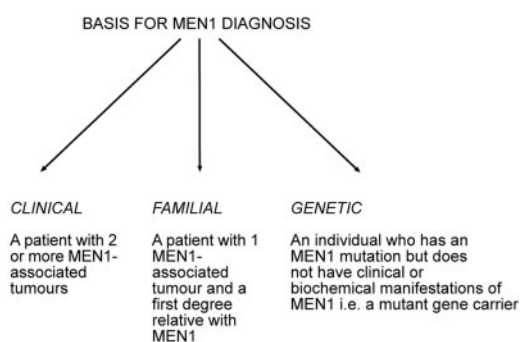 BASIS FOR MEN1 DIAGNOSIS
CLINICAL
A patient with 2
or more MEN1-
associated
tumours
FAMILIAL
A patient with 1
MEN1-
associated
tumour and a
first degree
relative with
MEN1
GENETIC
An individual who has an
MEN1 mutation but does
not have clinical or
biochemical manifestations of
MEN1 i.e. a mutant gene carrier